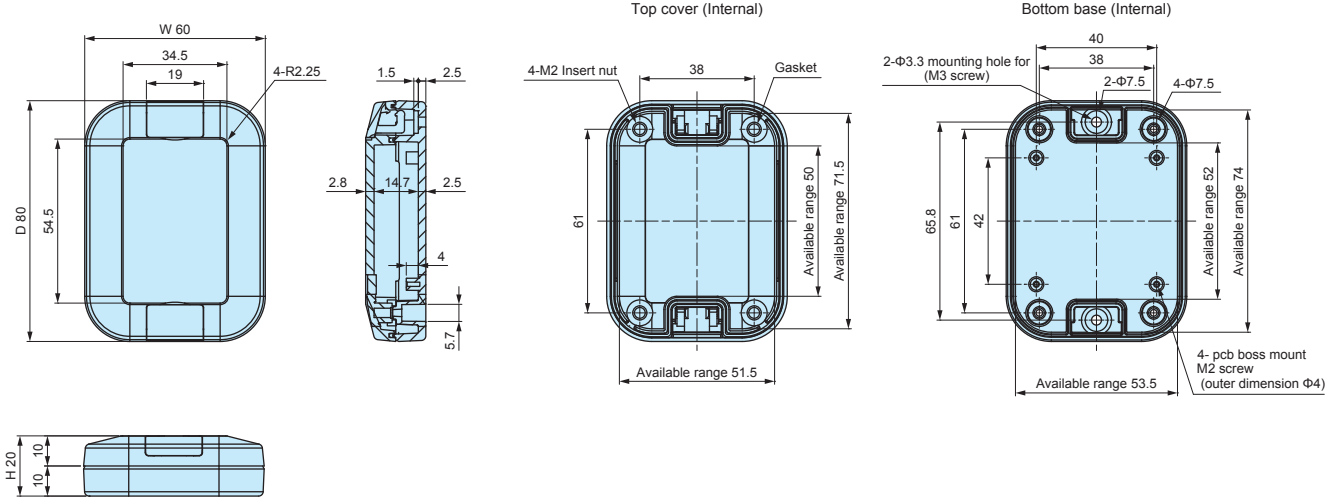 Top cover (Internal)
Bottom base (Internal)
W 60
34.5
19
4-R2.25
D 80
54.5
1.5
2.5
2.8
14.7
2.5
4
5.7
4-M2 Insert nut
38
Gasket
61
Available range 50
Available range 71.5
Available range 51.5
40
38
2-Φ3.3 mounting hole for
(M3 screw)
2-Φ7.5
4-Φ7.5
65.8
61
42
Available range 52
Available range 74
Available range 53.5
4- pcb boss mount
M2 screw
(outer dimension Φ4)
H 20
10
10